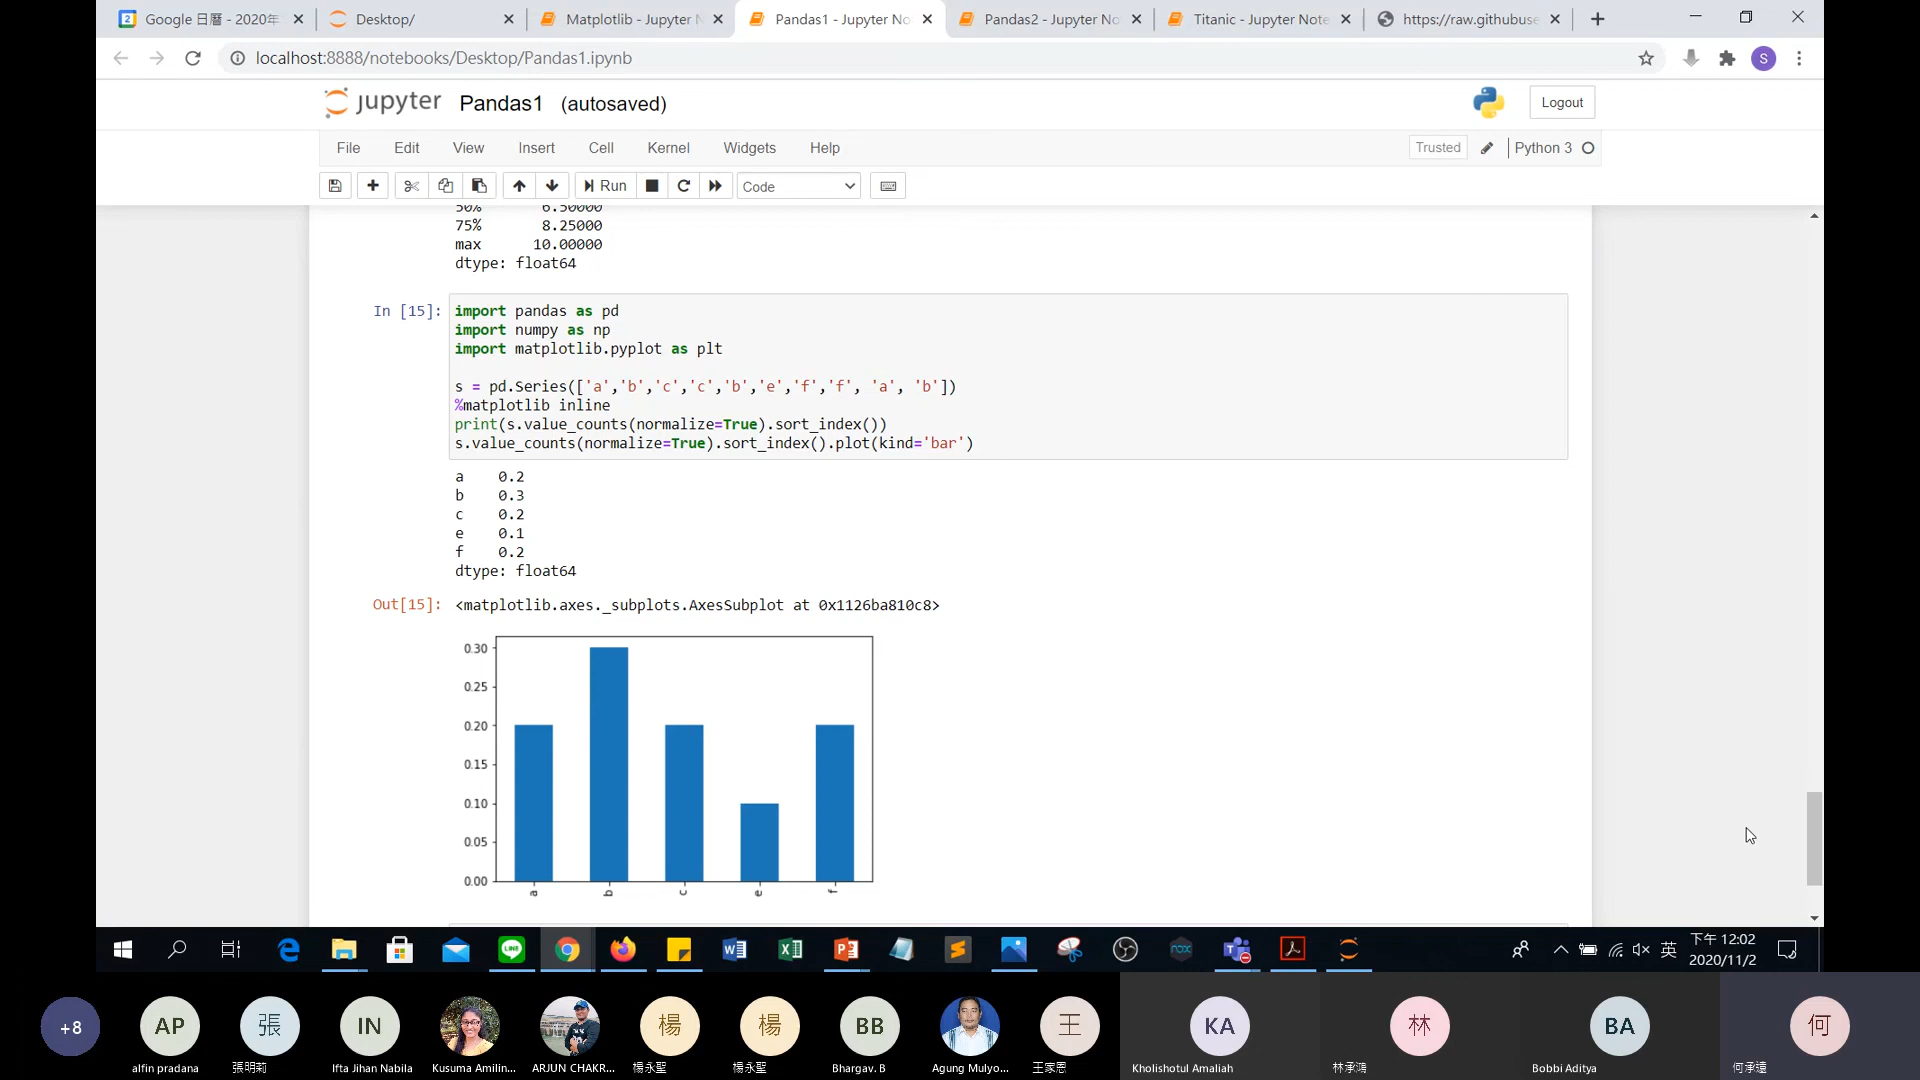 Google 日曆 - 2020年
Desktop/
Matplotlib - Jupyter N
Pandas1 - Jupyter No
Pandas2 - Jupyter No
Titanic - Jupyter Note
https://raw.githubuse
localhost:8888/notebooks/Desktop/Pandas1.ipynb
S
jupyter Pandas1 (autosaved)
Logout
File Edit View Insert Cell Kernel Widgets Help
Trusted Python 3
Run Code
50% 6.50000
75% 8.25000
max 10.00000
dtype: float64
In [15]:
import pandas as pd
import numpy as np
import matplotlib.pyplot as plt
s = pd.Series(['a','b','c','c','b','e','f','f', 'a', 'b'])
%matplotlib inline
print(s.value_counts(normalize=True).sort_index())
s.value_counts(normalize=True).sort_index().plot(kind='bar')
a 0.2
b 0.3
c 0.2
e 0.1
f 0.2
dtype: float64
Out[15]: <matplotlib.axes._subplots.AxesSubplot at 0x1126ba810c8>
0.30
0.25
0.20
0.15
0.10
0.05
0.00
a b c e f
英
下午 12:02
2020/11/2
+8 AP 張 IN 楊 楊 BB 王 KA 林 BA 何
alfin pradana 張明莉 Ifta Jihan Nabila Kusuma Amilin... ARJUN CHAKR... 楊永聖 楊永聖 Bhargav. B Agung Mulyo... 王家恩 Kholishotul Amaliah 林承鴻 Bobbi Aditya 何承遠